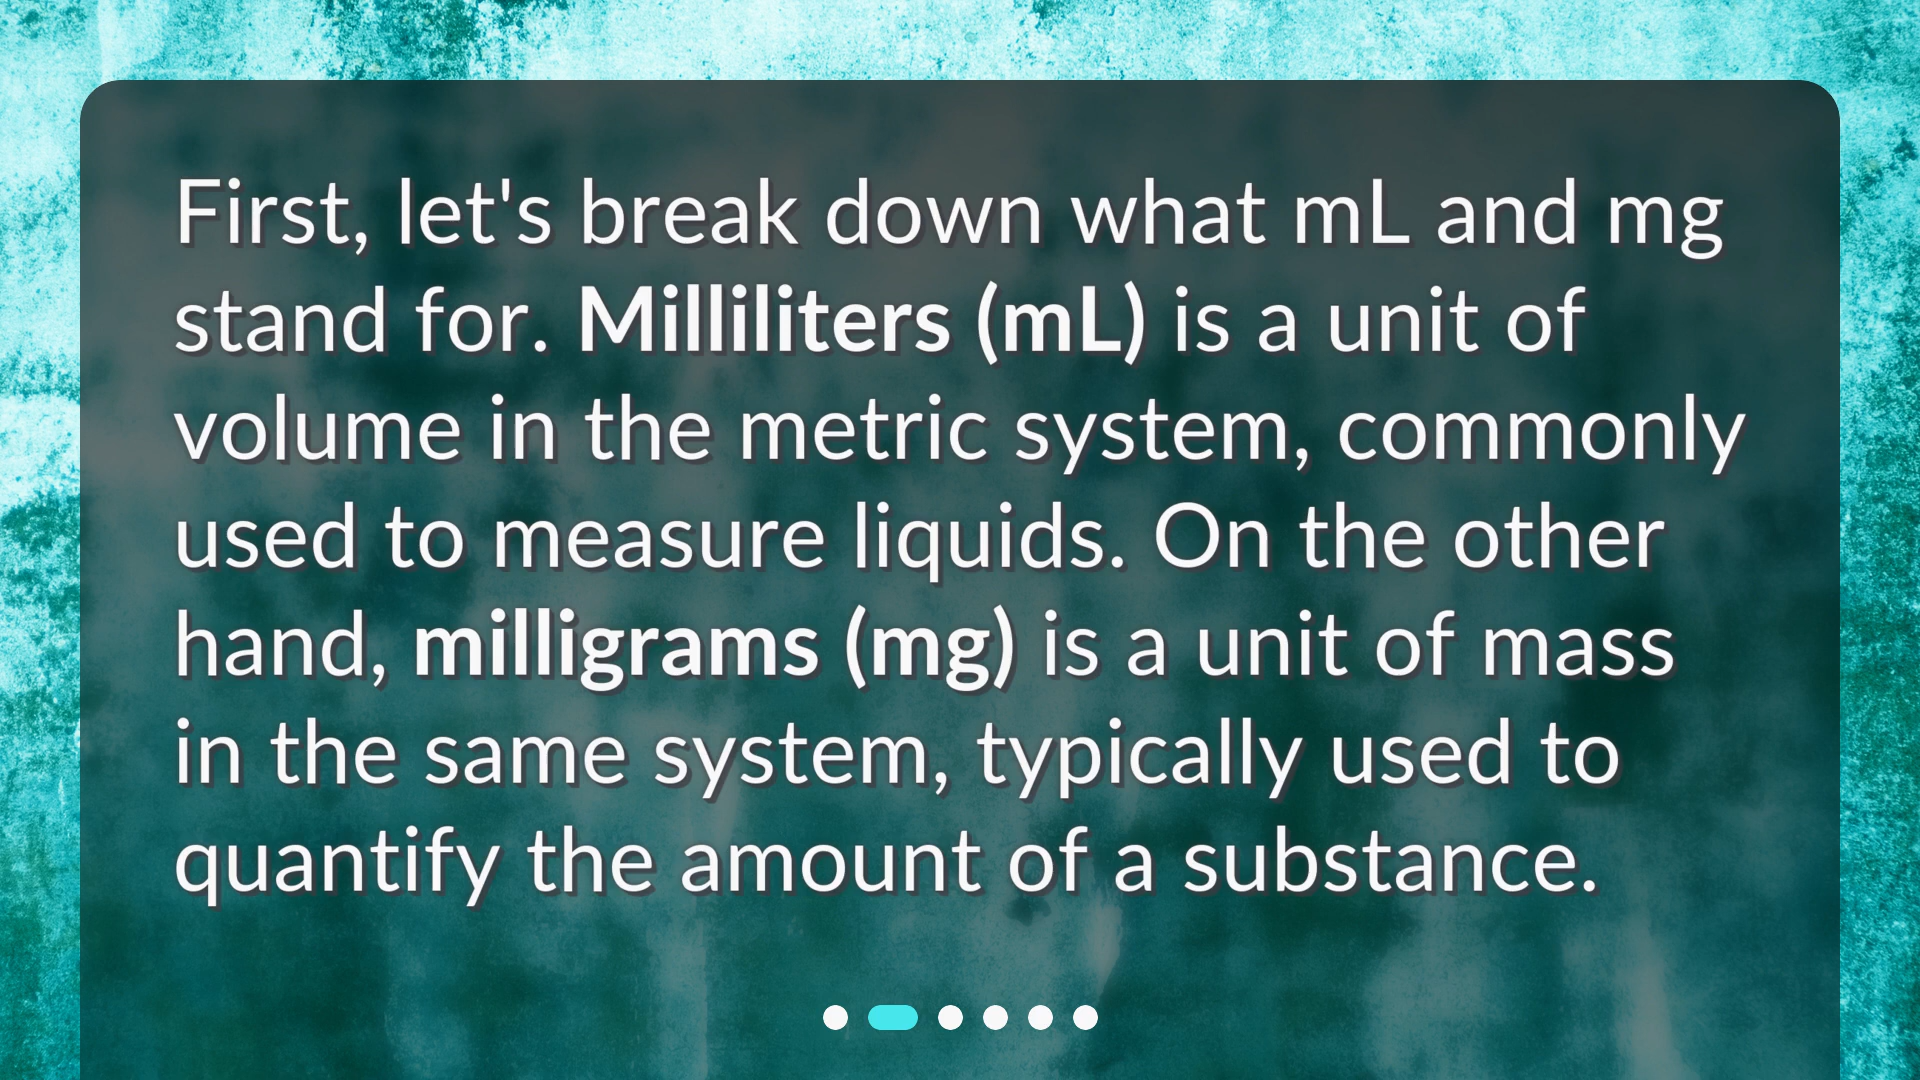 First, let's break down what mL and mg
stand for. Milliliters (mL) is a unit of
volume in the metric system, commonly
used to measure liquids. On the other
hand, milligrams (mg) is a unit of mass
in the same system, typically used to
quantify the amount of a substance.